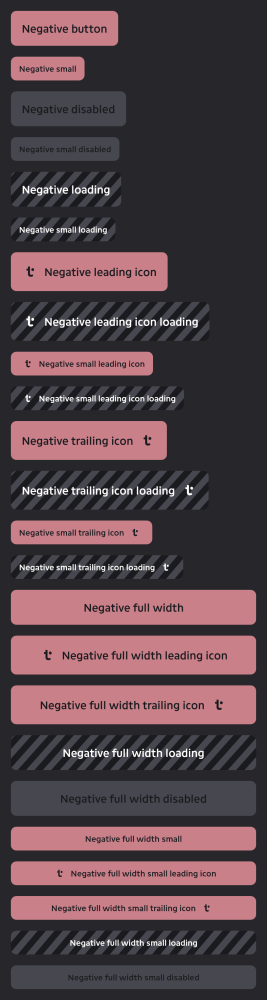 Negative button
Negative small
Negative disabled
Negative small disabled
Negative loading
Negative small loading
Negative leading icon
Negative leading icon loading
Negative small leading icon
Negative small leading icon loading
Negative trailing icon
Negative trailing icon loading
Negative small trailing icon
Negative small trailing icon loading
Negative full width
Negative full width leading icon
Negative full width trailing icon
Negative full width loading
Negative full width disabled
Negative full width small
Negative full width small leading icon
Negative full width small trailing icon
Negative full width small loading
Negative full width small disabled